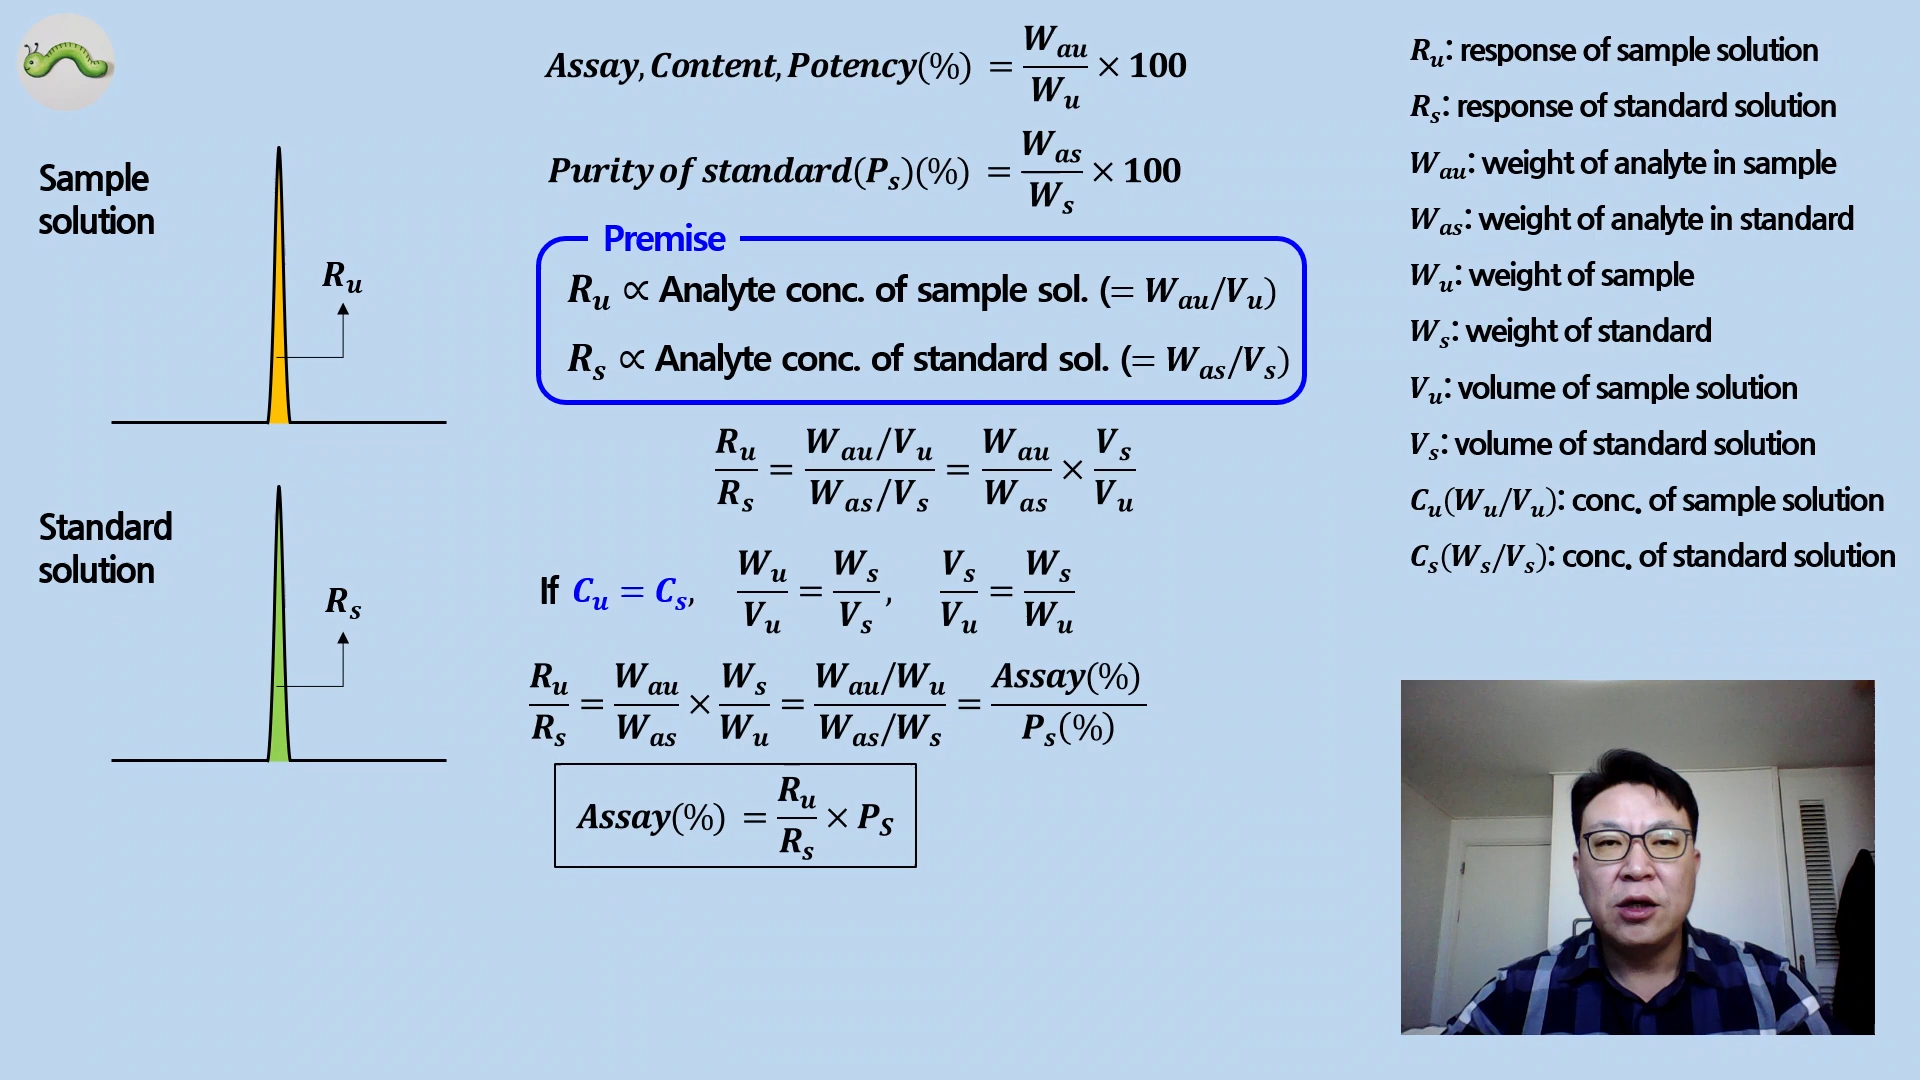 Sample
solution
R_u
Standard
solution
R_s
Assay, Content, Potency(%) = W_au / W_u × 100
Purity of standard(P_s)(%) = W_as / W_s × 100
Premise
R_u ∝ Analyte conc. of sample sol. (= W_au/V_u)
R_s ∝ Analyte conc. of standard sol. (= W_as/V_s)
R_u / R_s = (W_au/V_u) / (W_as/V_s) = W_au / W_as × V_s / V_u
If C_u = C_s, W_u / V_u = W_s / V_s, V_s / V_u = W_s / W_u
R_u / R_s = W_au / W_as × W_s / W_u = (W_au/W_u) / (W_as/W_s) = Assay(%) / P_s(%)
Assay(%) = R_u / R_s × P_S
R_u: response of sample solution
R_s: response of standard solution
W_au: weight of analyte in sample
W_as: weight of analyte in standard
W_u: weight of sample
W_s: weight of standard
V_u: volume of sample solution
V_s: volume of standard solution
C_u(W_u/V_u): conc. of sample solution
C_s(W_s/V_s): conc. of standard solution